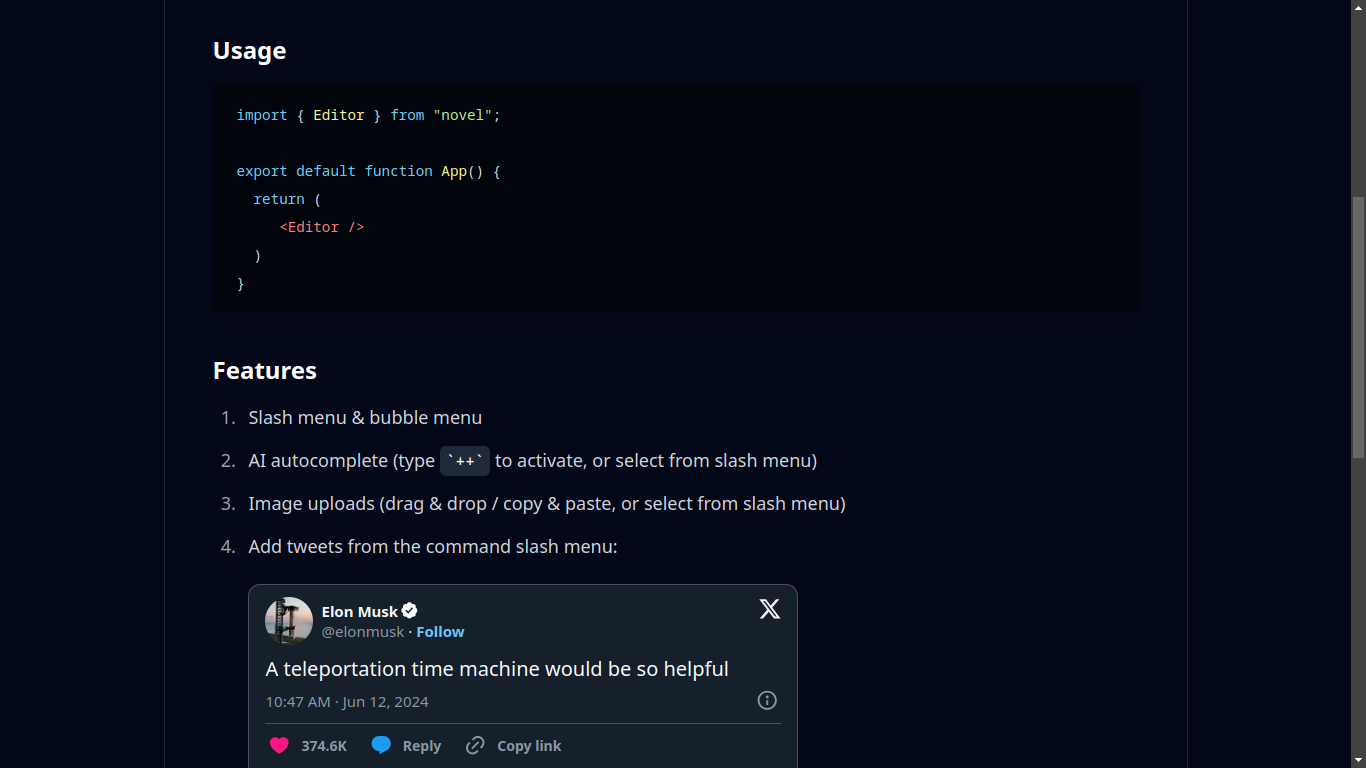 Usage
import { Editor } from "novel";
export default function App() {
return (
<Editor />
)
}
Features
1. Slash menu & bubble menu
2. AI autocomplete (type `++` to activate, or select from slash menu)
3. Image uploads (drag & drop / copy & paste, or select from slash menu)
4. Add tweets from the command slash menu:
Elon Musk
@elonmusk · Follow
A teleportation time machine would be so helpful
10:47 AM · Jun 12, 2024
374.6K Reply Copy link